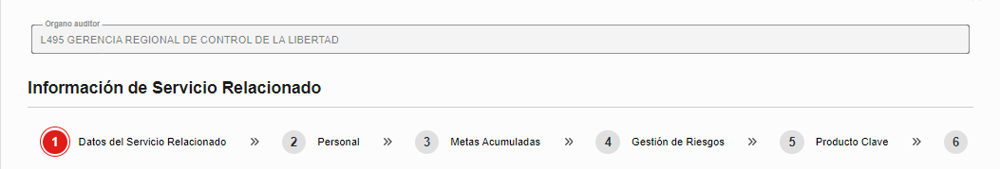 Organo auditor
L495 GERENCIA REGIONAL DE CONTROL DE LA LIBERTAD
Información de Servicio Relacionado
1 Datos del Servicio Relacionado » 2 Personal » 3 Metas Acumuladas » 4 Gestión de Riesgos » 5 Producto Clave » 6